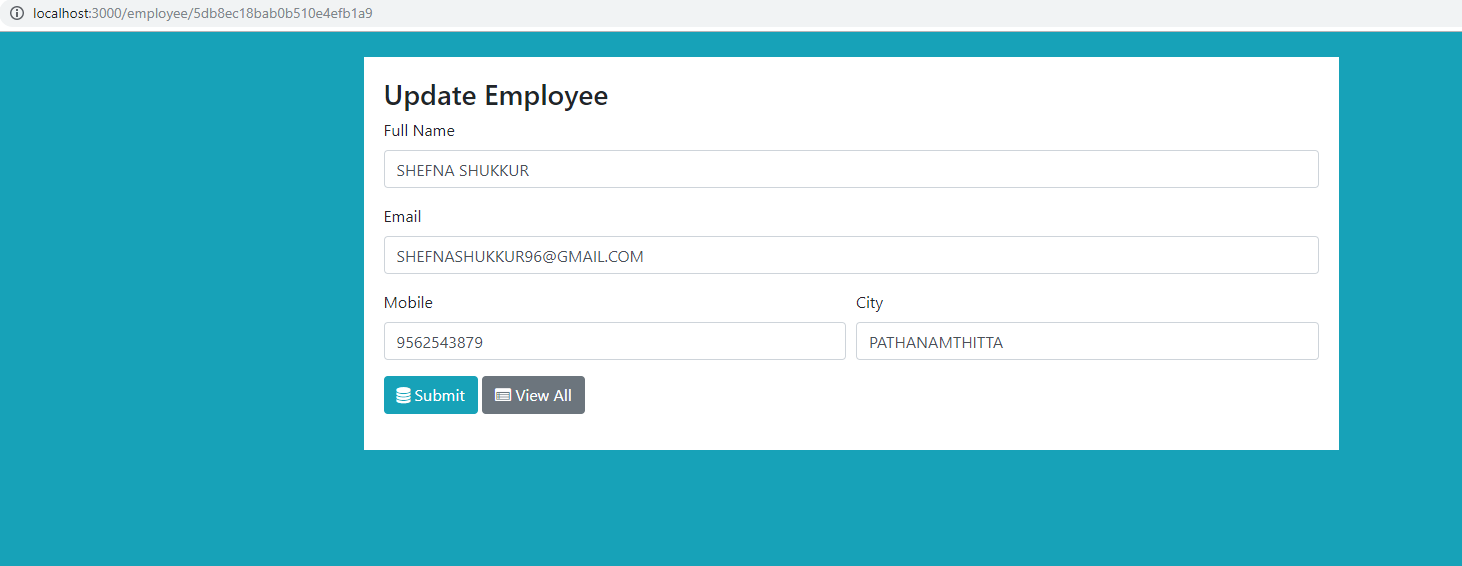 localhost:3000/employee/5db8ec18bab0b510e4efb1a9
Update Employee
Full Name
SHEFNA SHUKKUR
Email
SHEFNASHUKKUR96@GMAIL.COM
Mobile City
9562543879 PATHANAMTHITTA
Submit View All